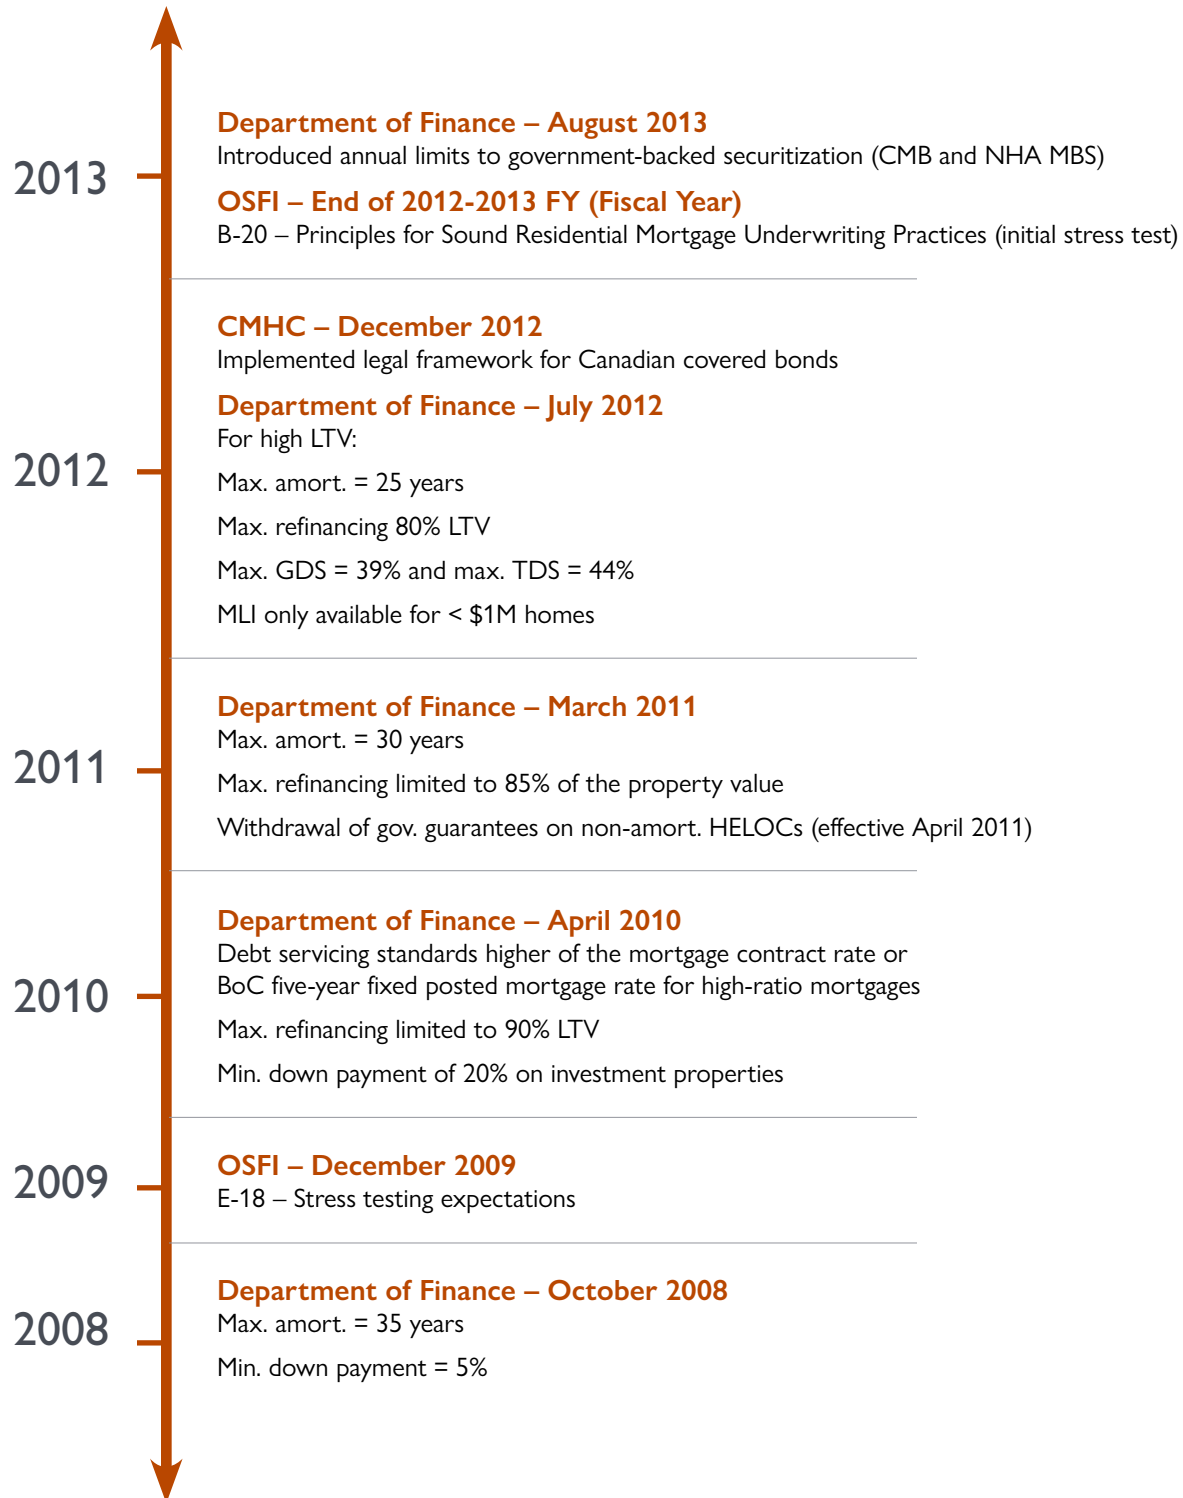 2013
Department of Finance – August 2013
Introduced annual limits to government-backed securitization (CMB and NHA MBS)
OSFI – End of 2012-2013 FY (Fiscal Year)
B-20 – Principles for Sound Residential Mortgage Underwriting Practices (initial stress test)
2012
CMHC – December 2012
Implemented legal framework for Canadian covered bonds
Department of Finance – July 2012
For high LTV:
Max. amort. = 25 years
Max. refinancing 80% LTV
Max. GDS = 39% and max. TDS = 44%
MLI only available for < $1M homes
2011
Department of Finance – March 2011
Max. amort. = 30 years
Max. refinancing limited to 85% of the property value
Withdrawal of gov. guarantees on non-amort. HELOCs (effective April 2011)
2010
Department of Finance – April 2010
Debt servicing standards higher of the mortgage contract rate or
BoC five-year fixed posted mortgage rate for high-ratio mortgages
Max. refinancing limited to 90% LTV
Min. down payment of 20% on investment properties
2009
OSFI – December 2009
E-18 – Stress testing expectations
2008
Department of Finance – October 2008
Max. amort. = 35 years
Min. down payment = 5%